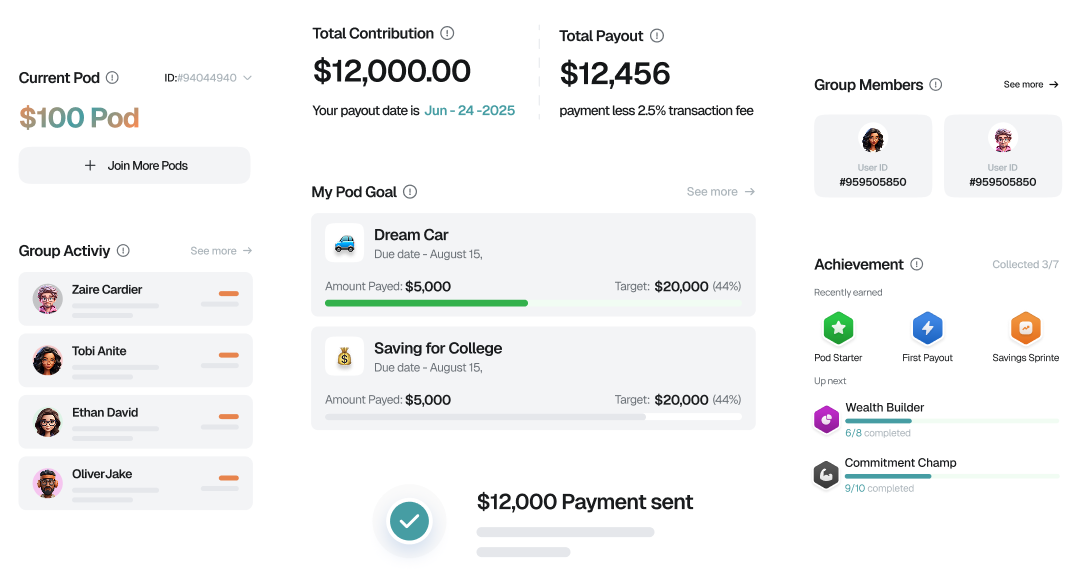 Current Pod
ID:#94044940
$100 Pod
+ Join More Pods
Group Activiy
See more →
Zaire Cardier
Tobi Anite
Ethan David
OliverJake
Total Contribution
$12,000.00
Your payout date is Jun - 24 -2025
Total Payout
$12,456
payment less 2.5% transaction fee
My Pod Goal
See more →
Dream Car
Due date - August 15,
Amount Payed: $5,000
Target: $20,000 (44%)
Saving for College
Due date - August 15,
Amount Payed: $5,000
Target: $20,000 (44%)
$12,000 Payment sent
Group Members
See more →
User ID
#959505850
User ID
#959505850
Achievement
Collected 3/7
Recently earned
Pod Starter
First Payout
Savings Sprinte
Up next
Wealth Builder
6/8 completed
Commitment Champ
9/10 completed